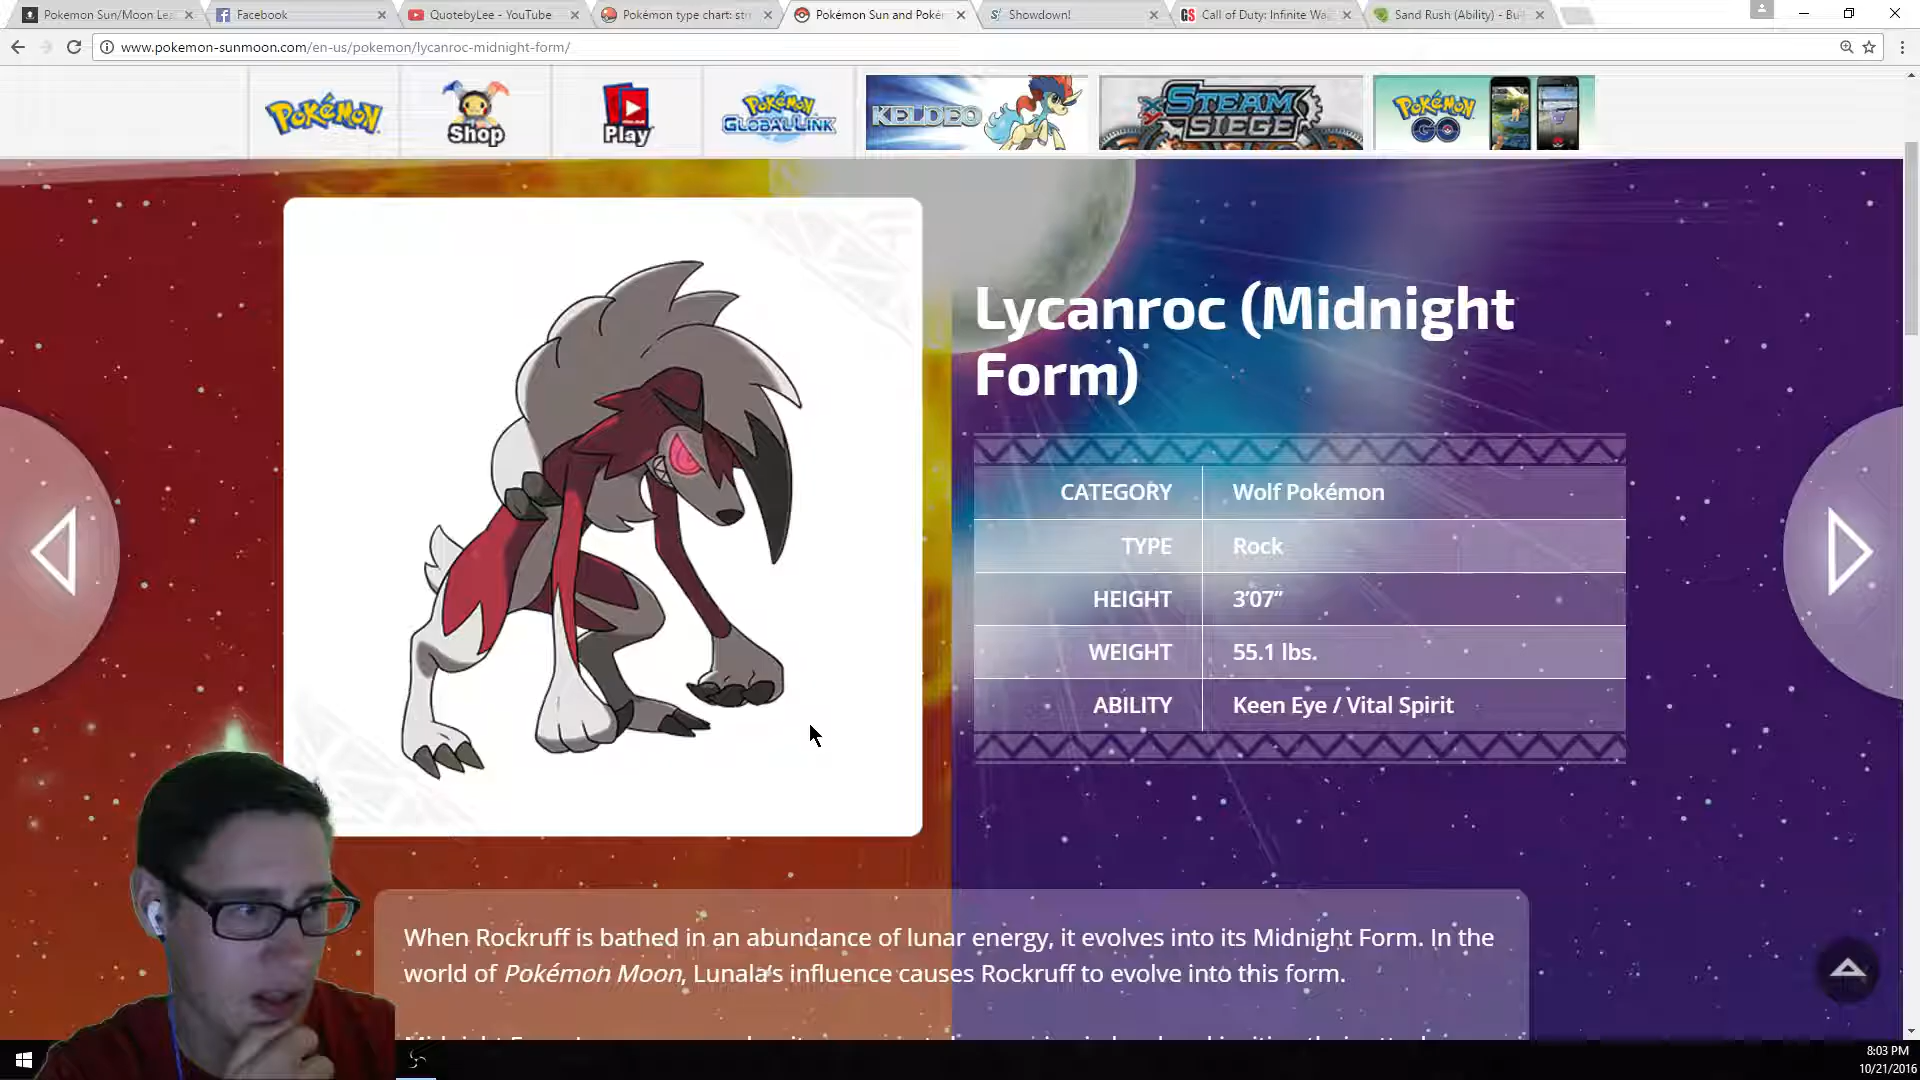 Pokemon Sun/Moon Lea
Facebook
QuotebyLee - YouTube
Pokémon type chart: str
Pokémon Sun and Poké
Showdown!
Call of Duty: Infinite Wa
Sand Rush (Ability) - Bul
www.pokemon-sunmoon.com/en-us/pokemon/lycanroc-midnight-form/
Pokémon
Shop
Play
Pokémon GLOBAL LINK
KELDEO
STEAM SIEGE
Pokémon GO
Lycanroc (Midnight
Form)
CATEGORY Wolf Pokémon
TYPE Rock
HEIGHT 3'07"
WEIGHT 55.1 lbs.
ABILITY Keen Eye / Vital Spirit
When Rockruff is bathed in an abundance of lunar energy, it evolves into its Midnight Form. In the
world of Pokémon Moon, Lunala's influence causes Rockruff to evolve into this form.
8:03 PM
10/21/2016